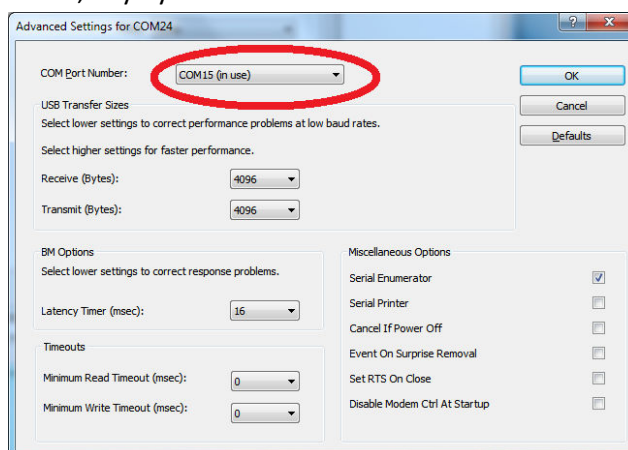 Advanced Settings for COM24
COM Port Number: COM15 (in use)
OK
USB Transfer Sizes
Cancel
Select lower settings to correct performance problems at low baud rates.
Defaults
Select higher settings for faster performance.
Receive (Bytes): 4096
Transmit (Bytes): 4096
BM Options
Select lower settings to correct response problems.
Latency Timer (msec): 16
Timeouts
Minimum Read Timeout (msec): 0
Minimum Write Timeout (msec): 0
Miscellaneous Options
Serial Enumerator
Serial Printer
Cancel If Power Off
Event On Surprise Removal
Set RTS On Close
Disable Modem Ctrl At Startup